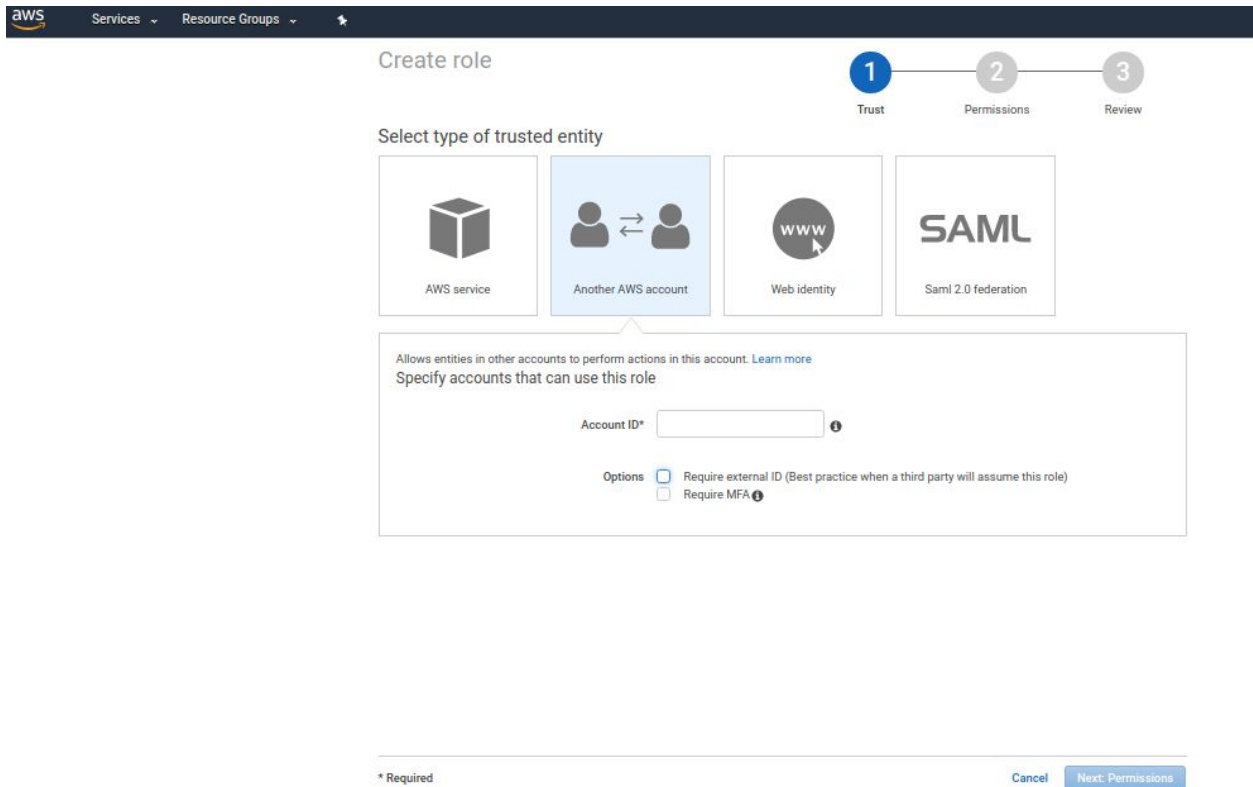 aws Services Resource Groups
Create role
1 2 3
Trust Permissions Review
Select type of trusted entity
www SAML
AWS service Another AWS account Web identity Saml 2.0 federation
Allows entities in other accounts to perform actions in this account. Learn more
Specify accounts that can use this role
Account ID*
Options Require external ID (Best practice when a third party will assume this role)
Require MFA
* Required Cancel Next: Permissions